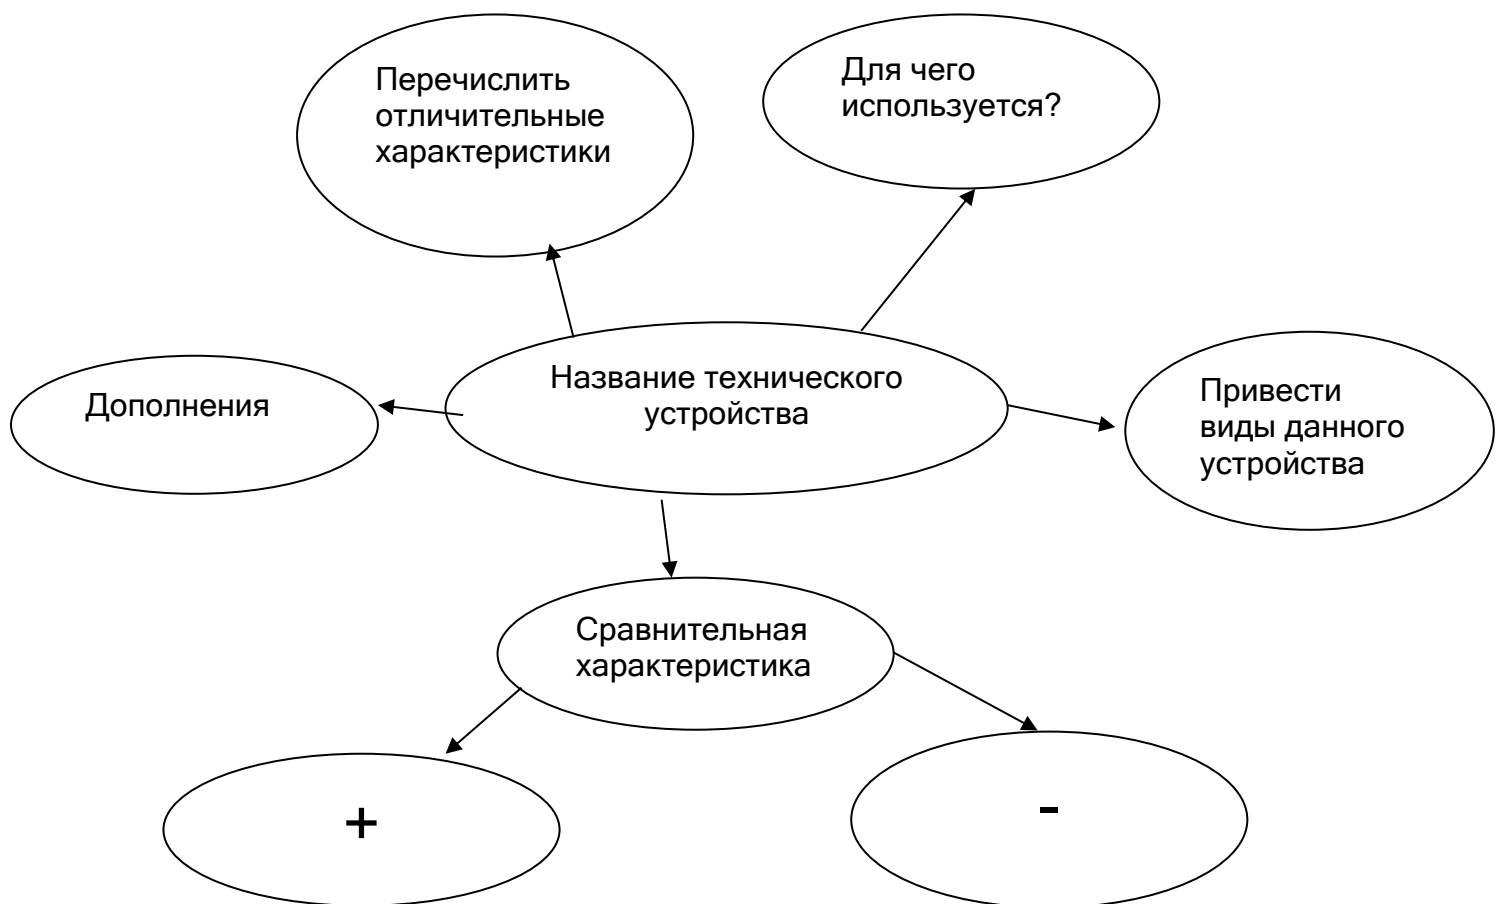 Перечислить
отличительные
характеристики
Для чего
используется?
Название технического
устройства
Дополнения
Привести
виды данного
устройства
Сравнительная
характеристика
+
-